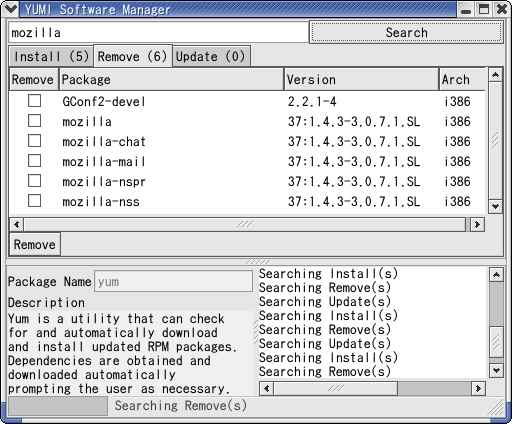 YUMI Software Manager
mozilla Search
Install (5) Remove (6) Update (0)
Remove Package Version Arch
GConf2-devel 2.2.1-4 i386
mozilla 37:1.4.3-3.0.7.1.SL i386
mozilla-chat 37:1.4.3-3.0.7.1.SL i386
mozilla-mail 37:1.4.3-3.0.7.1.SL i386
mozilla-nspr 37:1.4.3-3.0.7.1.SL i386
mozilla-nss 37:1.4.3-3.0.7.1.SL i386
Remove
Package Name yum
Description
Yum is a utility that can check
for and automatically download
and install updated RPM packages.
Dependencies are obtained and
downloaded automatically
prompting the user as necessary.
Searching Install(s)
Searching Remove(s)
Searching Update(s)
Searching Install(s)
Searching Remove(s)
Searching Update(s)
Searching Install(s)
Searching Remove(s)
Searching Remove(s)